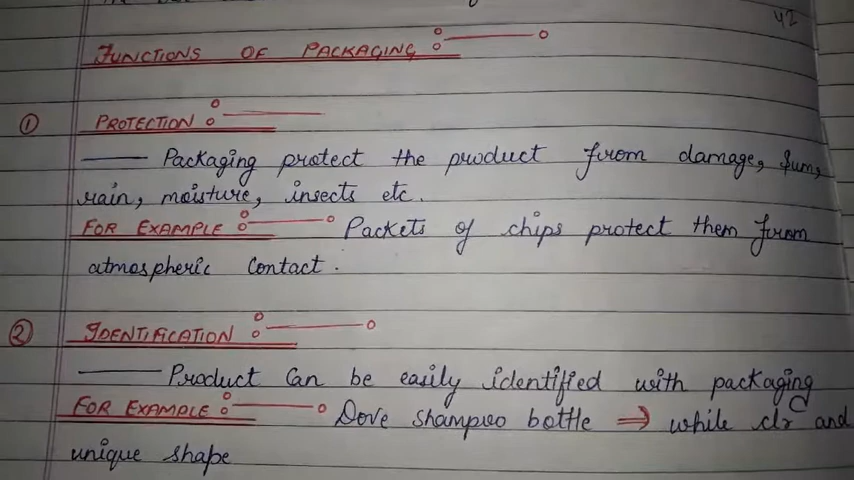 42
FUNCTIONS OF PACKAGING
① PROTECTION
Packaging protect the product from damage,
rain, moisture, insects etc.
FOR EXAMPLE Packets of chips protect them from
atmospheric contact.
② IDENTIFICATION
Product can be easily identified with packaging
FOR EXAMPLE Dove shampoo bottle ⇒ while clr and
unique shape